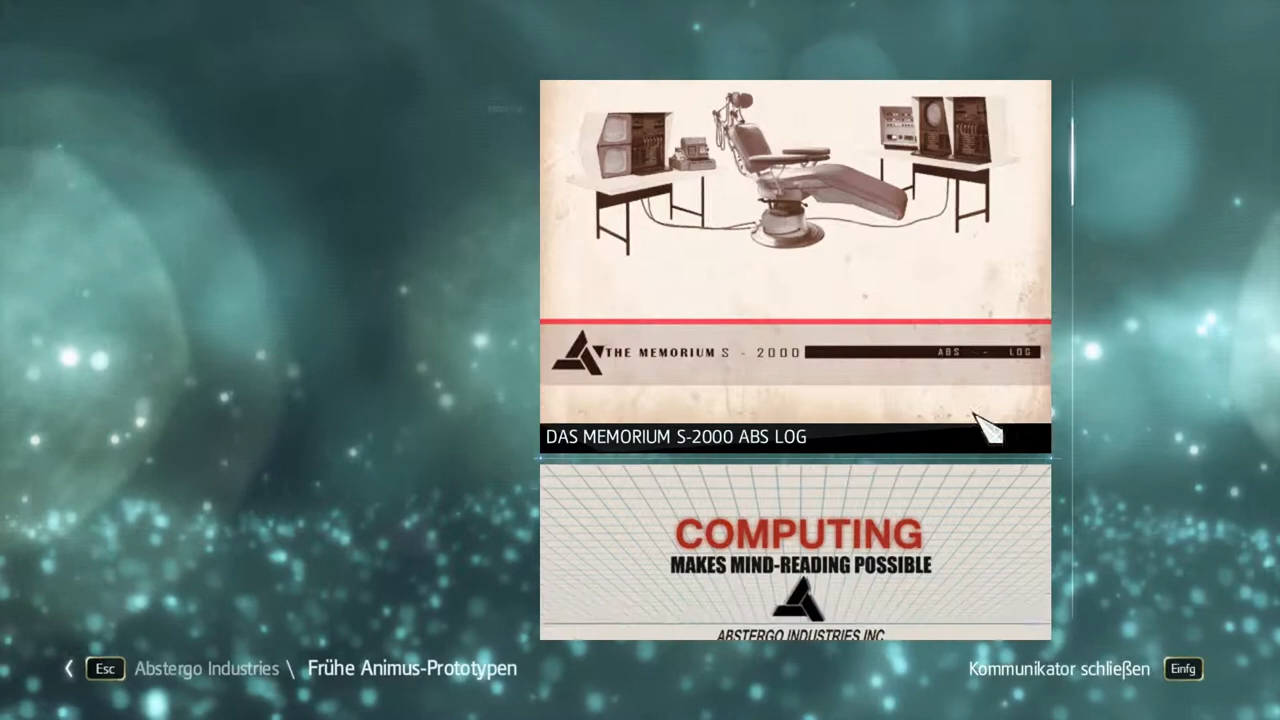 THE MEMORIUM S - 2000 ABS - LOG
DAS MEMORIUM S-2000 ABS LOG
COMPUTING
MAKES MIND-READING POSSIBLE
ABSTERGO INDUSTRIES INC
Esc Abstergo Industries \ Frühe Animus-Prototypen
Kommunikator schließen Einfg